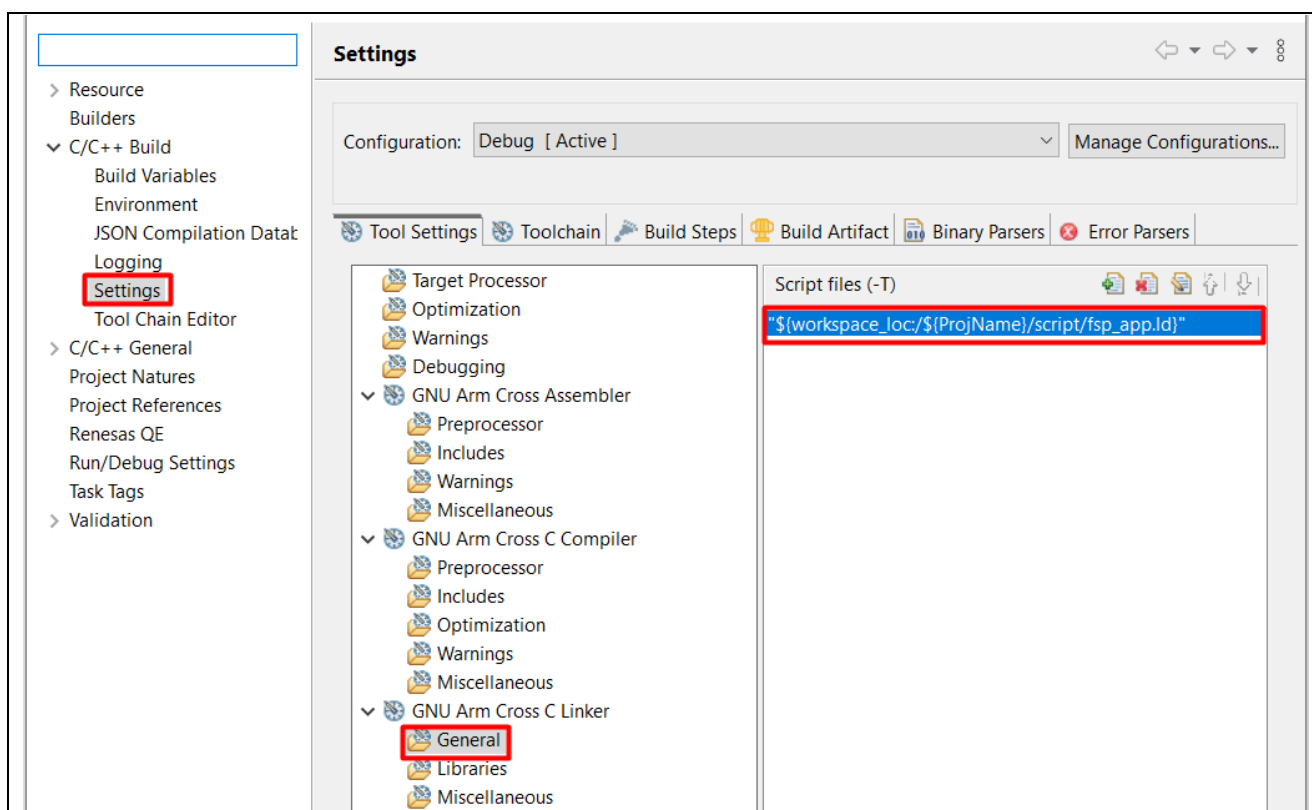 Settings
Resource
Builders
C/C++ Build
Build Variables
Environment
JSON Compilation Datab
Logging
Settings
Tool Chain Editor
C/C++ General
Project Natures
Project References
Renesas QE
Run/Debug Settings
Task Tags
Validation
Configuration: Debug [ Active ] Manage Configurations...
Tool Settings Toolchain Build Steps Build Artifact Binary Parsers Error Parsers
Target Processor
Optimization
Warnings
Debugging
GNU Arm Cross Assembler
Preprocessor
Includes
Warnings
Miscellaneous
GNU Arm Cross C Compiler
Preprocessor
Includes
Optimization
Warnings
Miscellaneous
GNU Arm Cross C Linker
General
Libraries
Miscellaneous
Script files (-T)
"${workspace_loc:/${ProjName}/script/fsp_app.ld}"